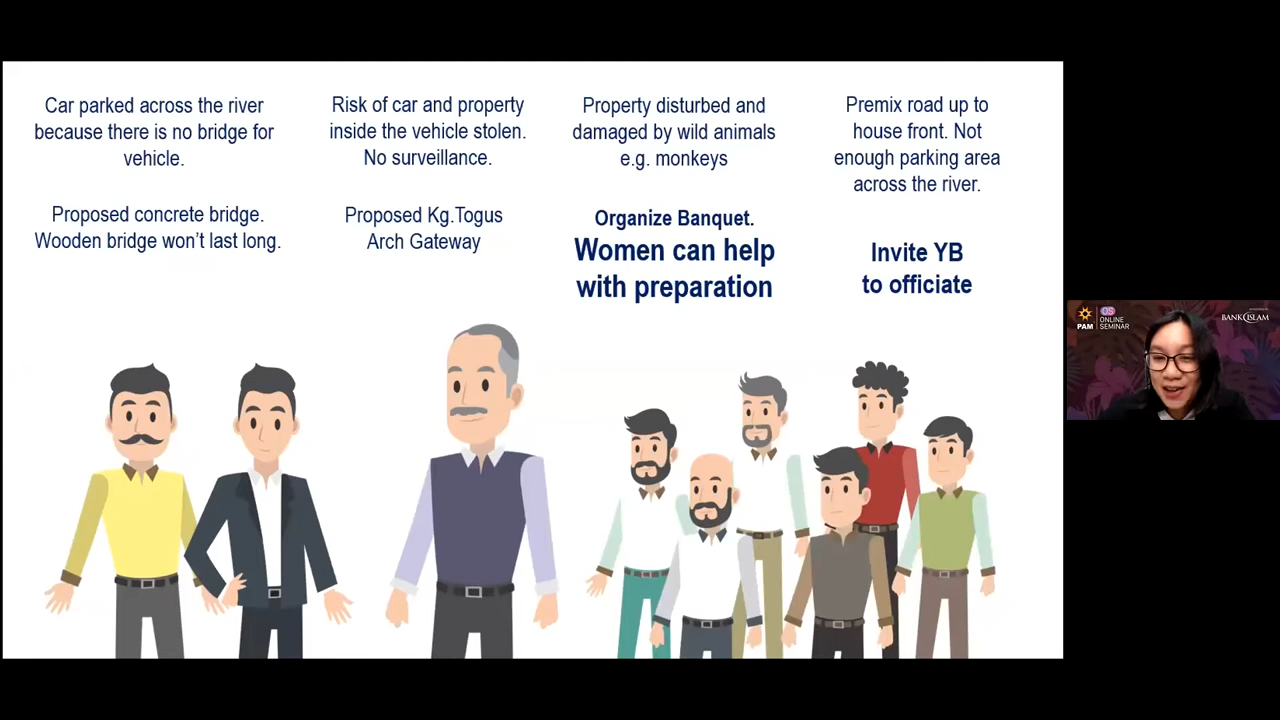 Car parked across the river
because there is no bridge for
vehicle.
Proposed concrete bridge.
Wooden bridge won't last long.
Risk of car and property
inside the vehicle stolen.
No surveillance.
Proposed Kg.Togus
Arch Gateway
Property disturbed and
damaged by wild animals
e.g. monkeys
Organize Banquet.
Women can help
with preparation
Premix road up to
house front. Not
enough parking area
across the river.
Invite YB
to officiate
PAM
OS
ONLINE
SEMINAR
BANK ISLAM